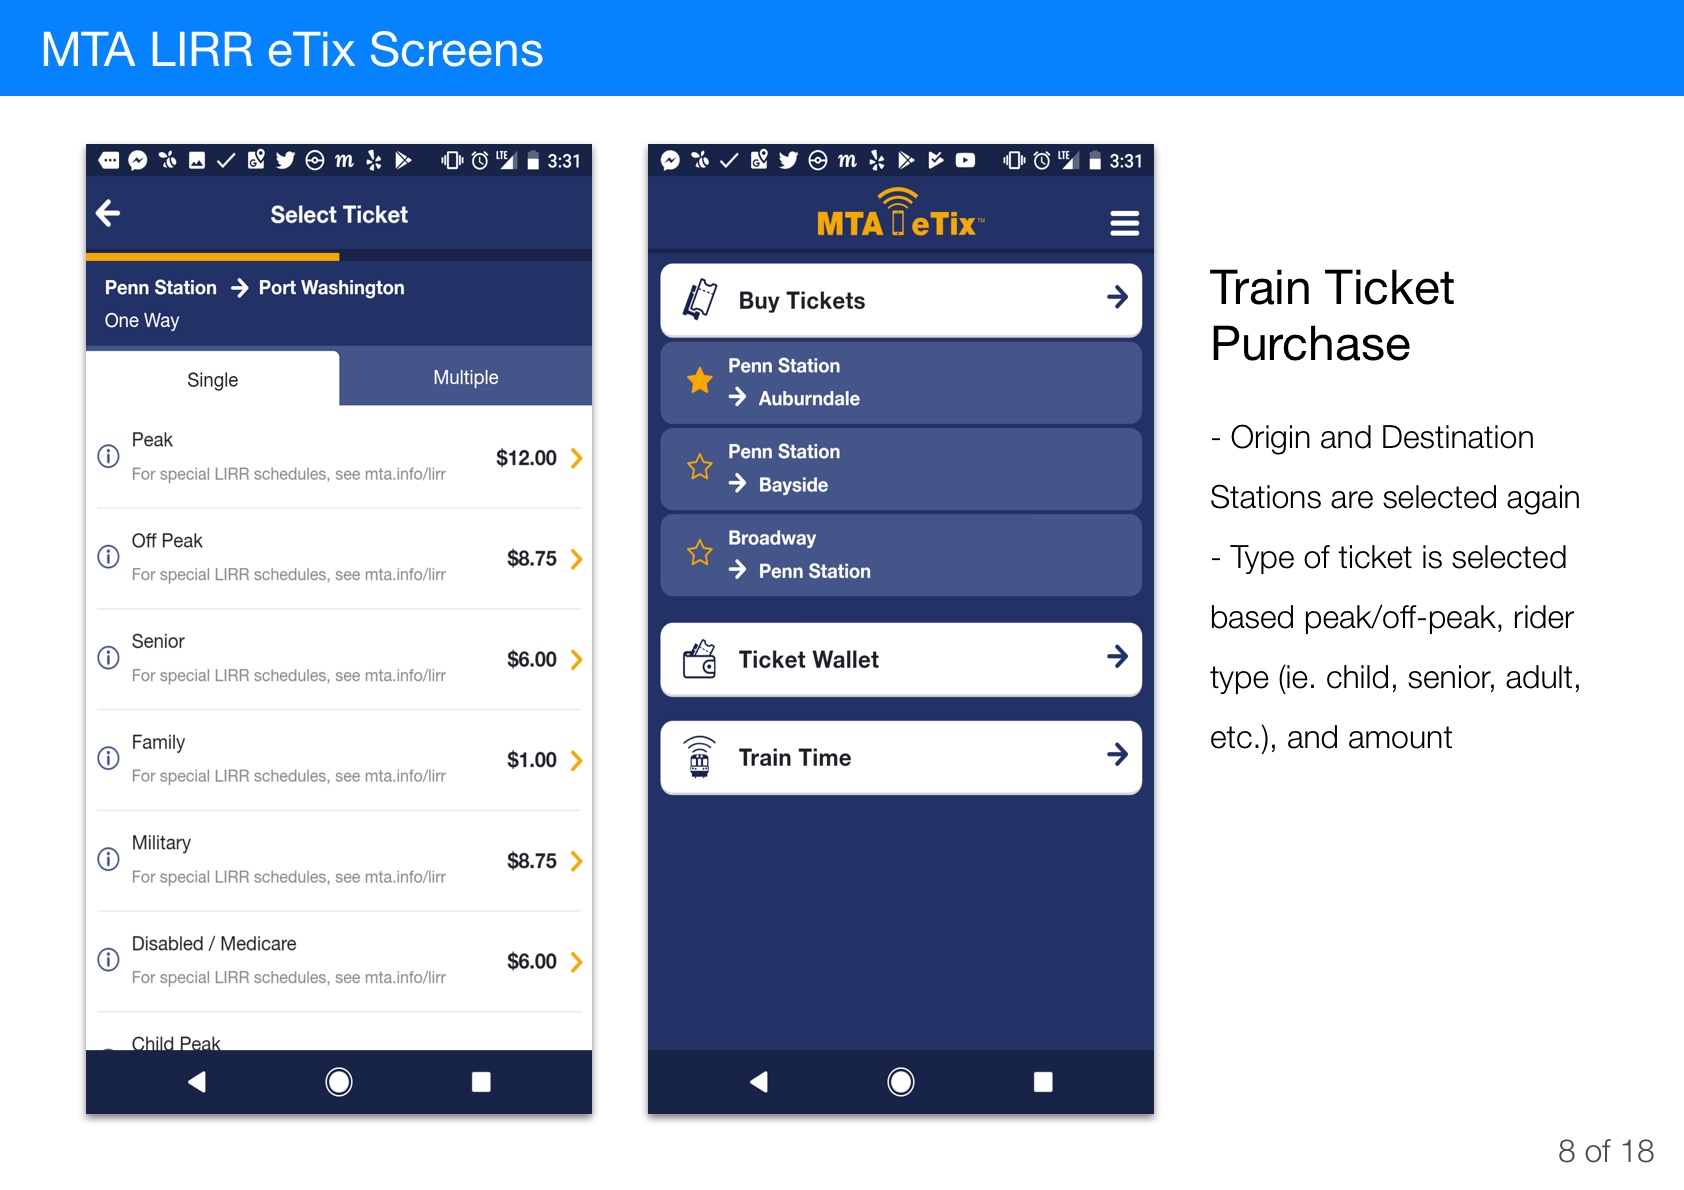 MTA LIRR eTix Screens
LTE 3:31
Select Ticket
Penn Station → Port Washington
One Way
Single Multiple
Peak
For special LIRR schedules, see mta.info/lirr
$12.00
Off Peak
For special LIRR schedules, see mta.info/lirr
$8.75
Senior
For special LIRR schedules, see mta.info/lirr
$6.00
Family
For special LIRR schedules, see mta.info/lirr
$1.00
Military
For special LIRR schedules, see mta.info/lirr
$8.75
Disabled / Medicare
For special LIRR schedules, see mta.info/lirr
$6.00
Child Peak
LTE 3:31
MTA eTix™
Buy Tickets
Penn Station
→ Auburndale
Penn Station
→ Bayside
Broadway
→ Penn Station
Ticket Wallet
Train Time
Train Ticket
Purchase
- Origin and Destination
Stations are selected again
- Type of ticket is selected
based peak/off-peak, rider
type (ie. child, senior, adult,
etc.), and amount
8 of 18